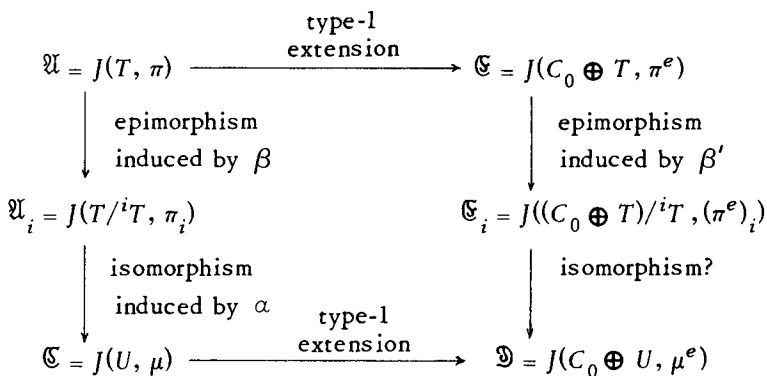 type-1
extension
𝔄 = J(T, π)
𝔈 = J(C₀ ⊕ T, πᵉ)
epimorphism
induced by β
epimorphism
induced by β′
𝔄ᵢ = J(T/ⁱT, πᵢ)
𝔈ᵢ = J((C₀ ⊕ T)/ⁱT, (πᵉ)ᵢ)
isomorphism
induced by α
isomorphism?
type-1
extension
ℭ = J(U, μ)
𝔇 = J(C₀ ⊕ U, μᵉ)